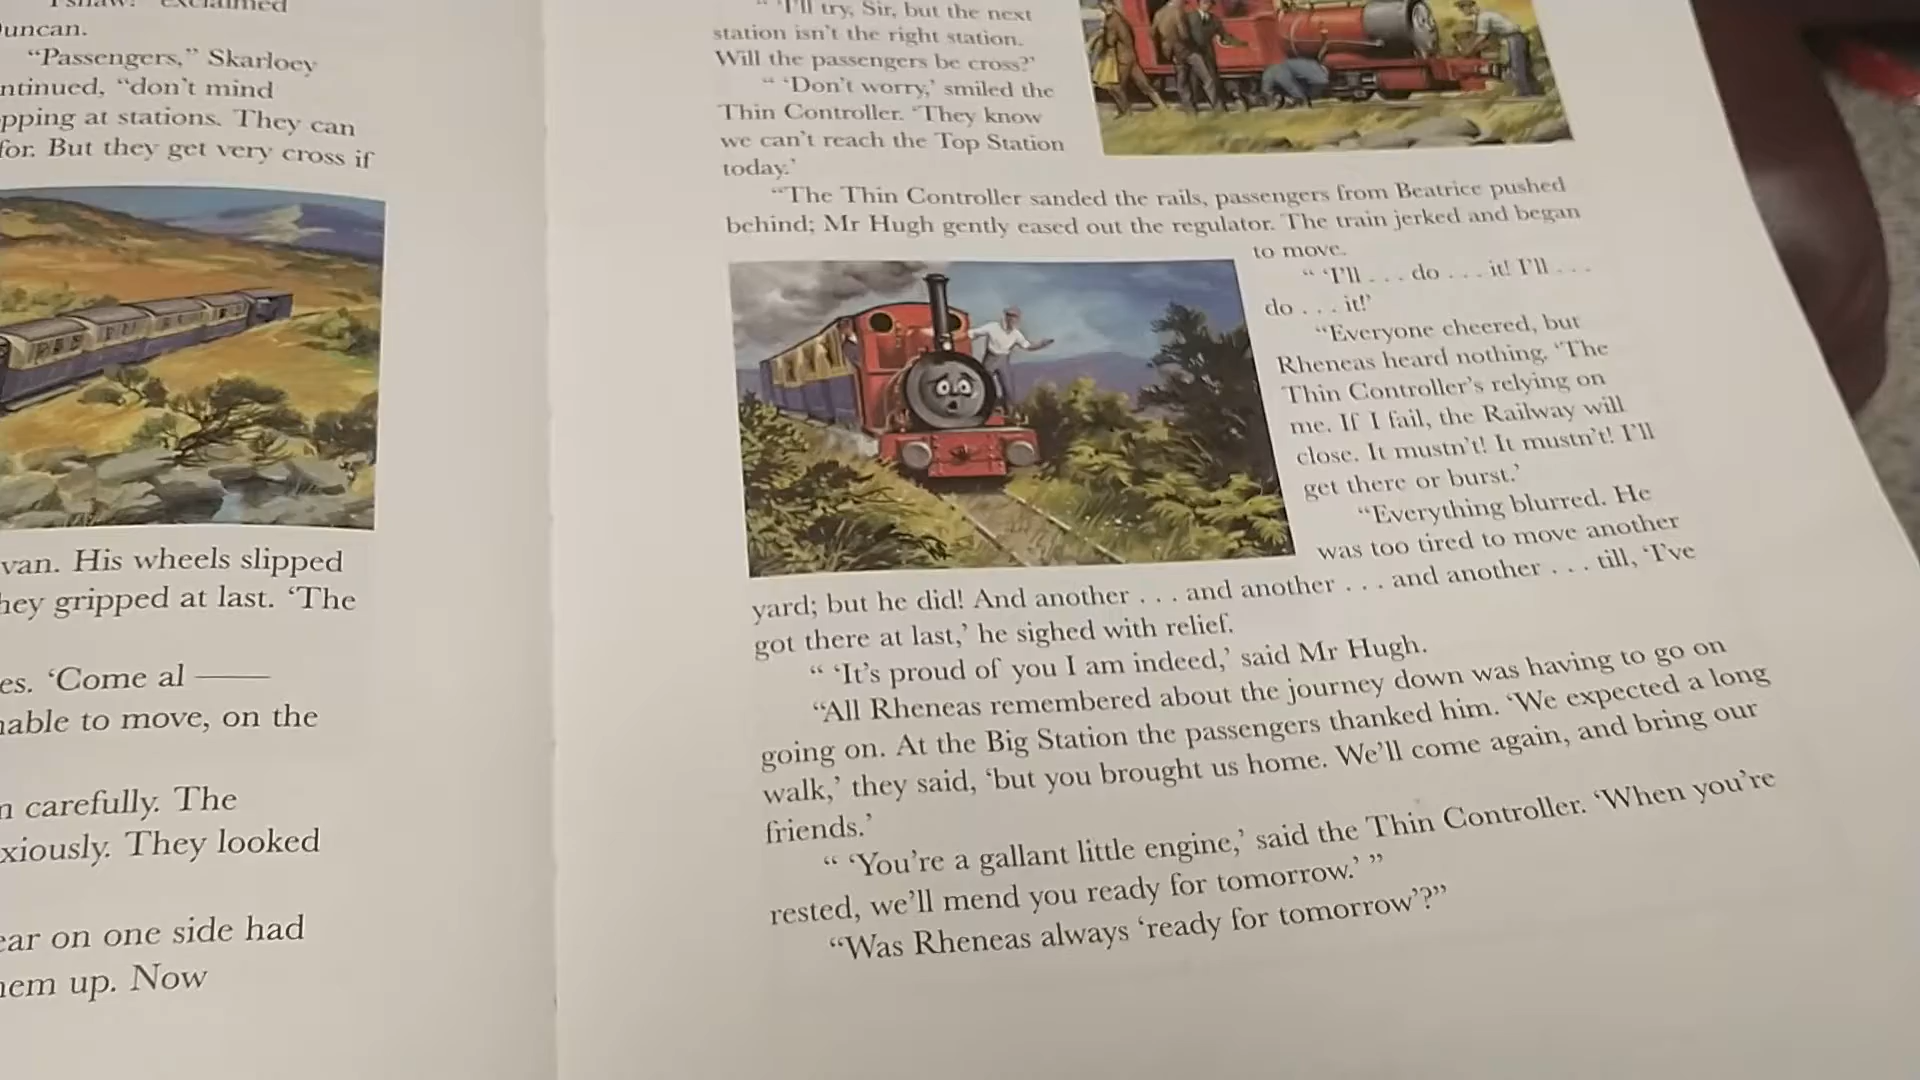 exclaimed
uncan.
“Passengers,” Skarloey
ntinued, “don’t mind
pping at stations. They can
for. But they get very cross if
van. His wheels slipped
hey gripped at last. ‘The
es. ‘Come al ——
nable to move, on the
n carefully. The
xiously. They looked
ear on one side had
hem up. Now
“ ‘I’ll try, Sir, but the next
station isn’t the right station.
Will the passengers be cross?’
“ ‘Don’t worry,’ smiled the
Thin Controller. ‘They know
we can’t reach the Top Station
today.’
“The Thin Controller sanded the rails, passengers from Beatrice pushed
behind; Mr Hugh gently eased out the regulator. The train jerked and began
to move.
“ ‘I’ll . . . do . . . it! I’ll . . .
do . . . it!’
“Everyone cheered, but
Rheneas heard nothing. ‘The
Thin Controller’s relying on
me. If I fail, the Railway will
close. It mustn’t! It mustn’t! I’ll
get there or burst.’
“Everything blurred. He
was too tired to move another
yard; but he did! And another . . . and another . . . and another . . . till, ‘I’ve
got there at last,’ he sighed with relief.
“ ‘It’s proud of you I am indeed,’ said Mr Hugh.
“All Rheneas remembered about the journey down was having to go on
going on. At the Big Station the passengers thanked him. ‘We expected a long
walk,’ they said, ‘but you brought us home. We’ll come again, and bring our
friends.’
“ ‘You’re a gallant little engine,’ said the Thin Controller. ‘When you’re
rested, we’ll mend you ready for tomorrow.’ ”
“Was Rheneas always ‘ready for tomorrow’?”